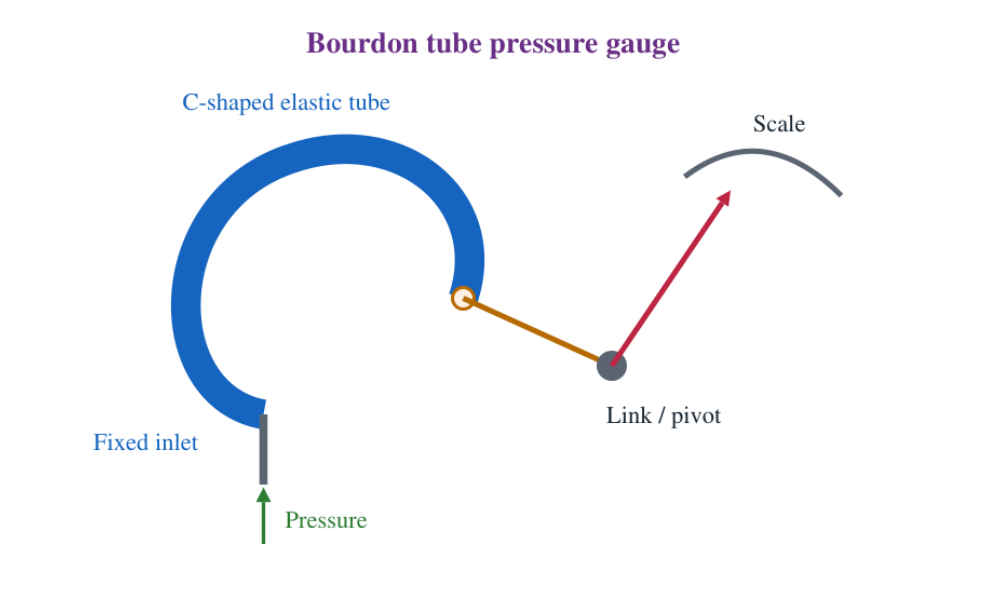 Bourdon tube pressure gauge
C-shaped elastic tube
Scale
Link / pivot
Fixed inlet
Pressure